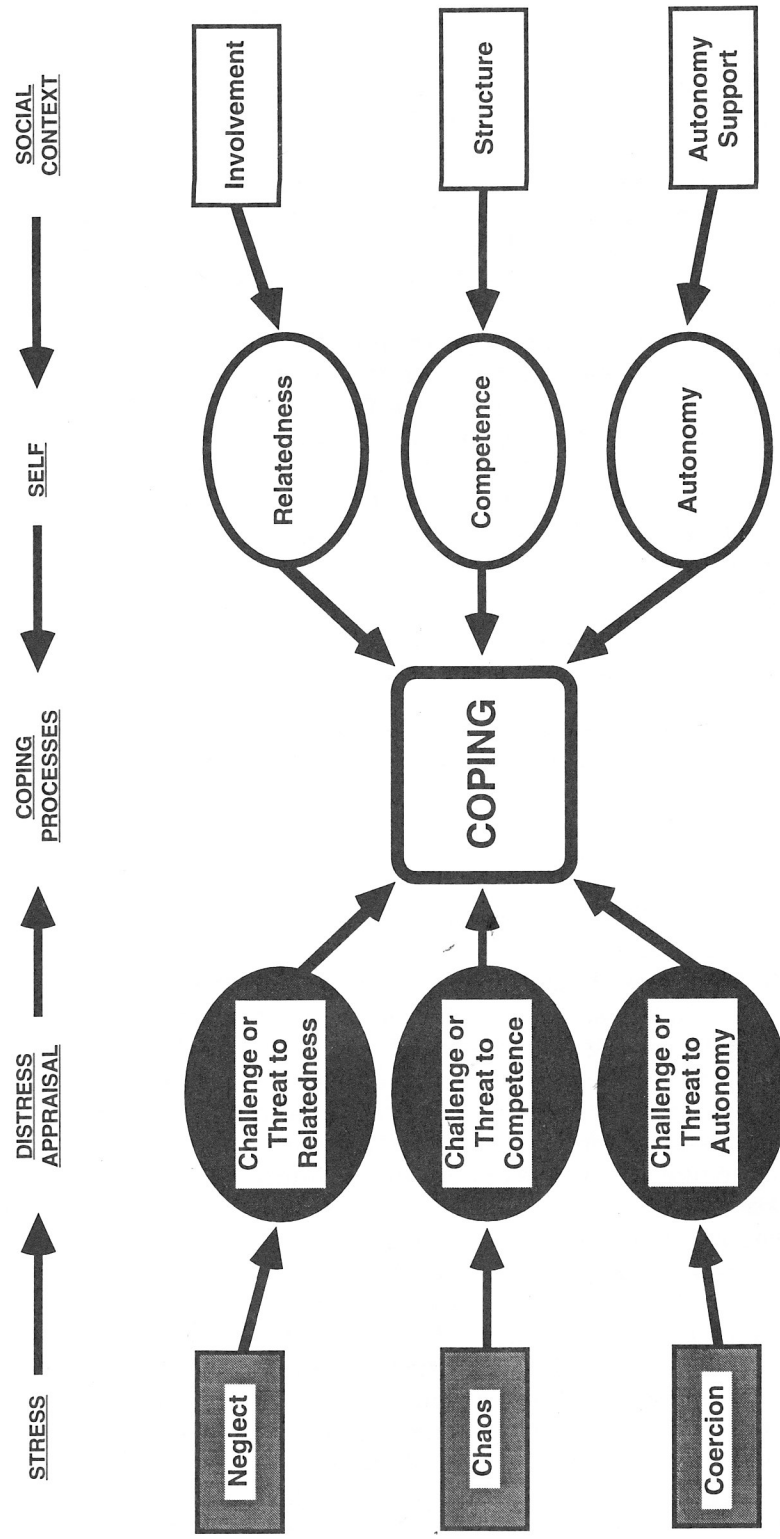 STRESS
DISTRESS
APPRAISAL
COPING
PROCESSES
SELF
SOCIAL
CONTEXT
Neglect
Challenge or
Threat to
Relatedness
Relatedness
Involvement
Chaos
Challenge or
Threat to
Competence
COPING
Competence
Structure
Coercion
Challenge or
Threat to
Autonomy
Autonomy
Autonomy
Support